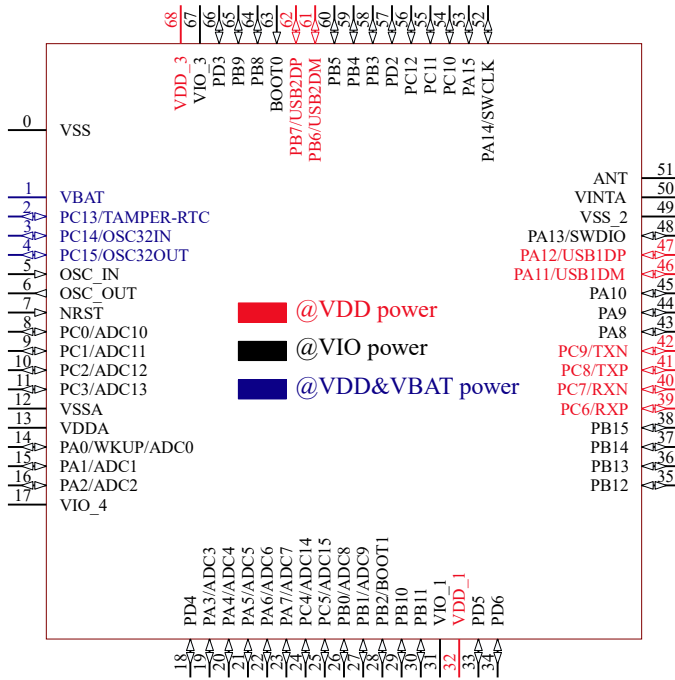 68 67 66 65 64 63 62 61 60 59 58 57 56 55 54 53 52
VDD_3
VIO_3
PD3
PB9
PB8
BOOT0
PB7/USB2DP
PB6/USB2DM
PB5
PB4
PB3
PD2
PC12
PC11
PC10
PA15
PA14/SWCLK
0 VSS
1 VBAT
2 PC13/TAMPER-RTC
3 PC14/OSC32IN
4 PC15/OSC32OUT
5 OSC_IN
6 OSC_OUT
7 NRST
8 PC0/ADC10
9 PC1/ADC11
10 PC2/ADC12
11 PC3/ADC13
12 VSSA
13 VDDA
14 PA0/WKUP/ADC0
15 PA1/ADC1
16 PA2/ADC2
17 VIO_4
@VDD power
@VIO power
@VDD&VBAT power
ANT 51
VINTA 50
VSS_2 49
PA13/SWDIO 48
PA12/USB1DP 47
PA11/USB1DM 46
PA10 45
PA9 44
PA8 43
PC9/TXN 42
PC8/TXP 41
PC7/RXN 40
PC6/RXP 39
PB15 38
PB14 37
PB13 36
PB12 35
PD4
PA3/ADC3
PA4/ADC4
PA5/ADC5
PA6/ADC6
PA7/ADC7
PC4/ADC14
PC5/ADC15
PB0/ADC8
PB1/ADC9
PB2/BOOT1
PB10
PB11
VIO_1
VDD_1
PD5
PD6
18 19 20 21 22 23 24 25 26 27 28 29 30 31 32 33 34